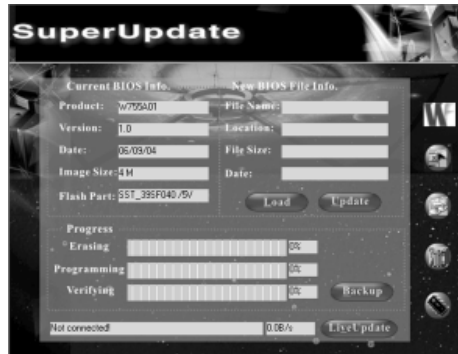 SuperUpdate
Current BIOS Info.
New BIOS File Info.
Product: W755A01
File Name:
Version: 1.0
Location:
Date: 06/09/04
File Size:
Image Size: 4 M
Date:
Flash Part: SST_39SF040 /5V
Load
Update
Progress
Erasing 0%
Programming 0%
Verifying 0%
Backup
Not connected! 0.0B/s LiveUpdate
W